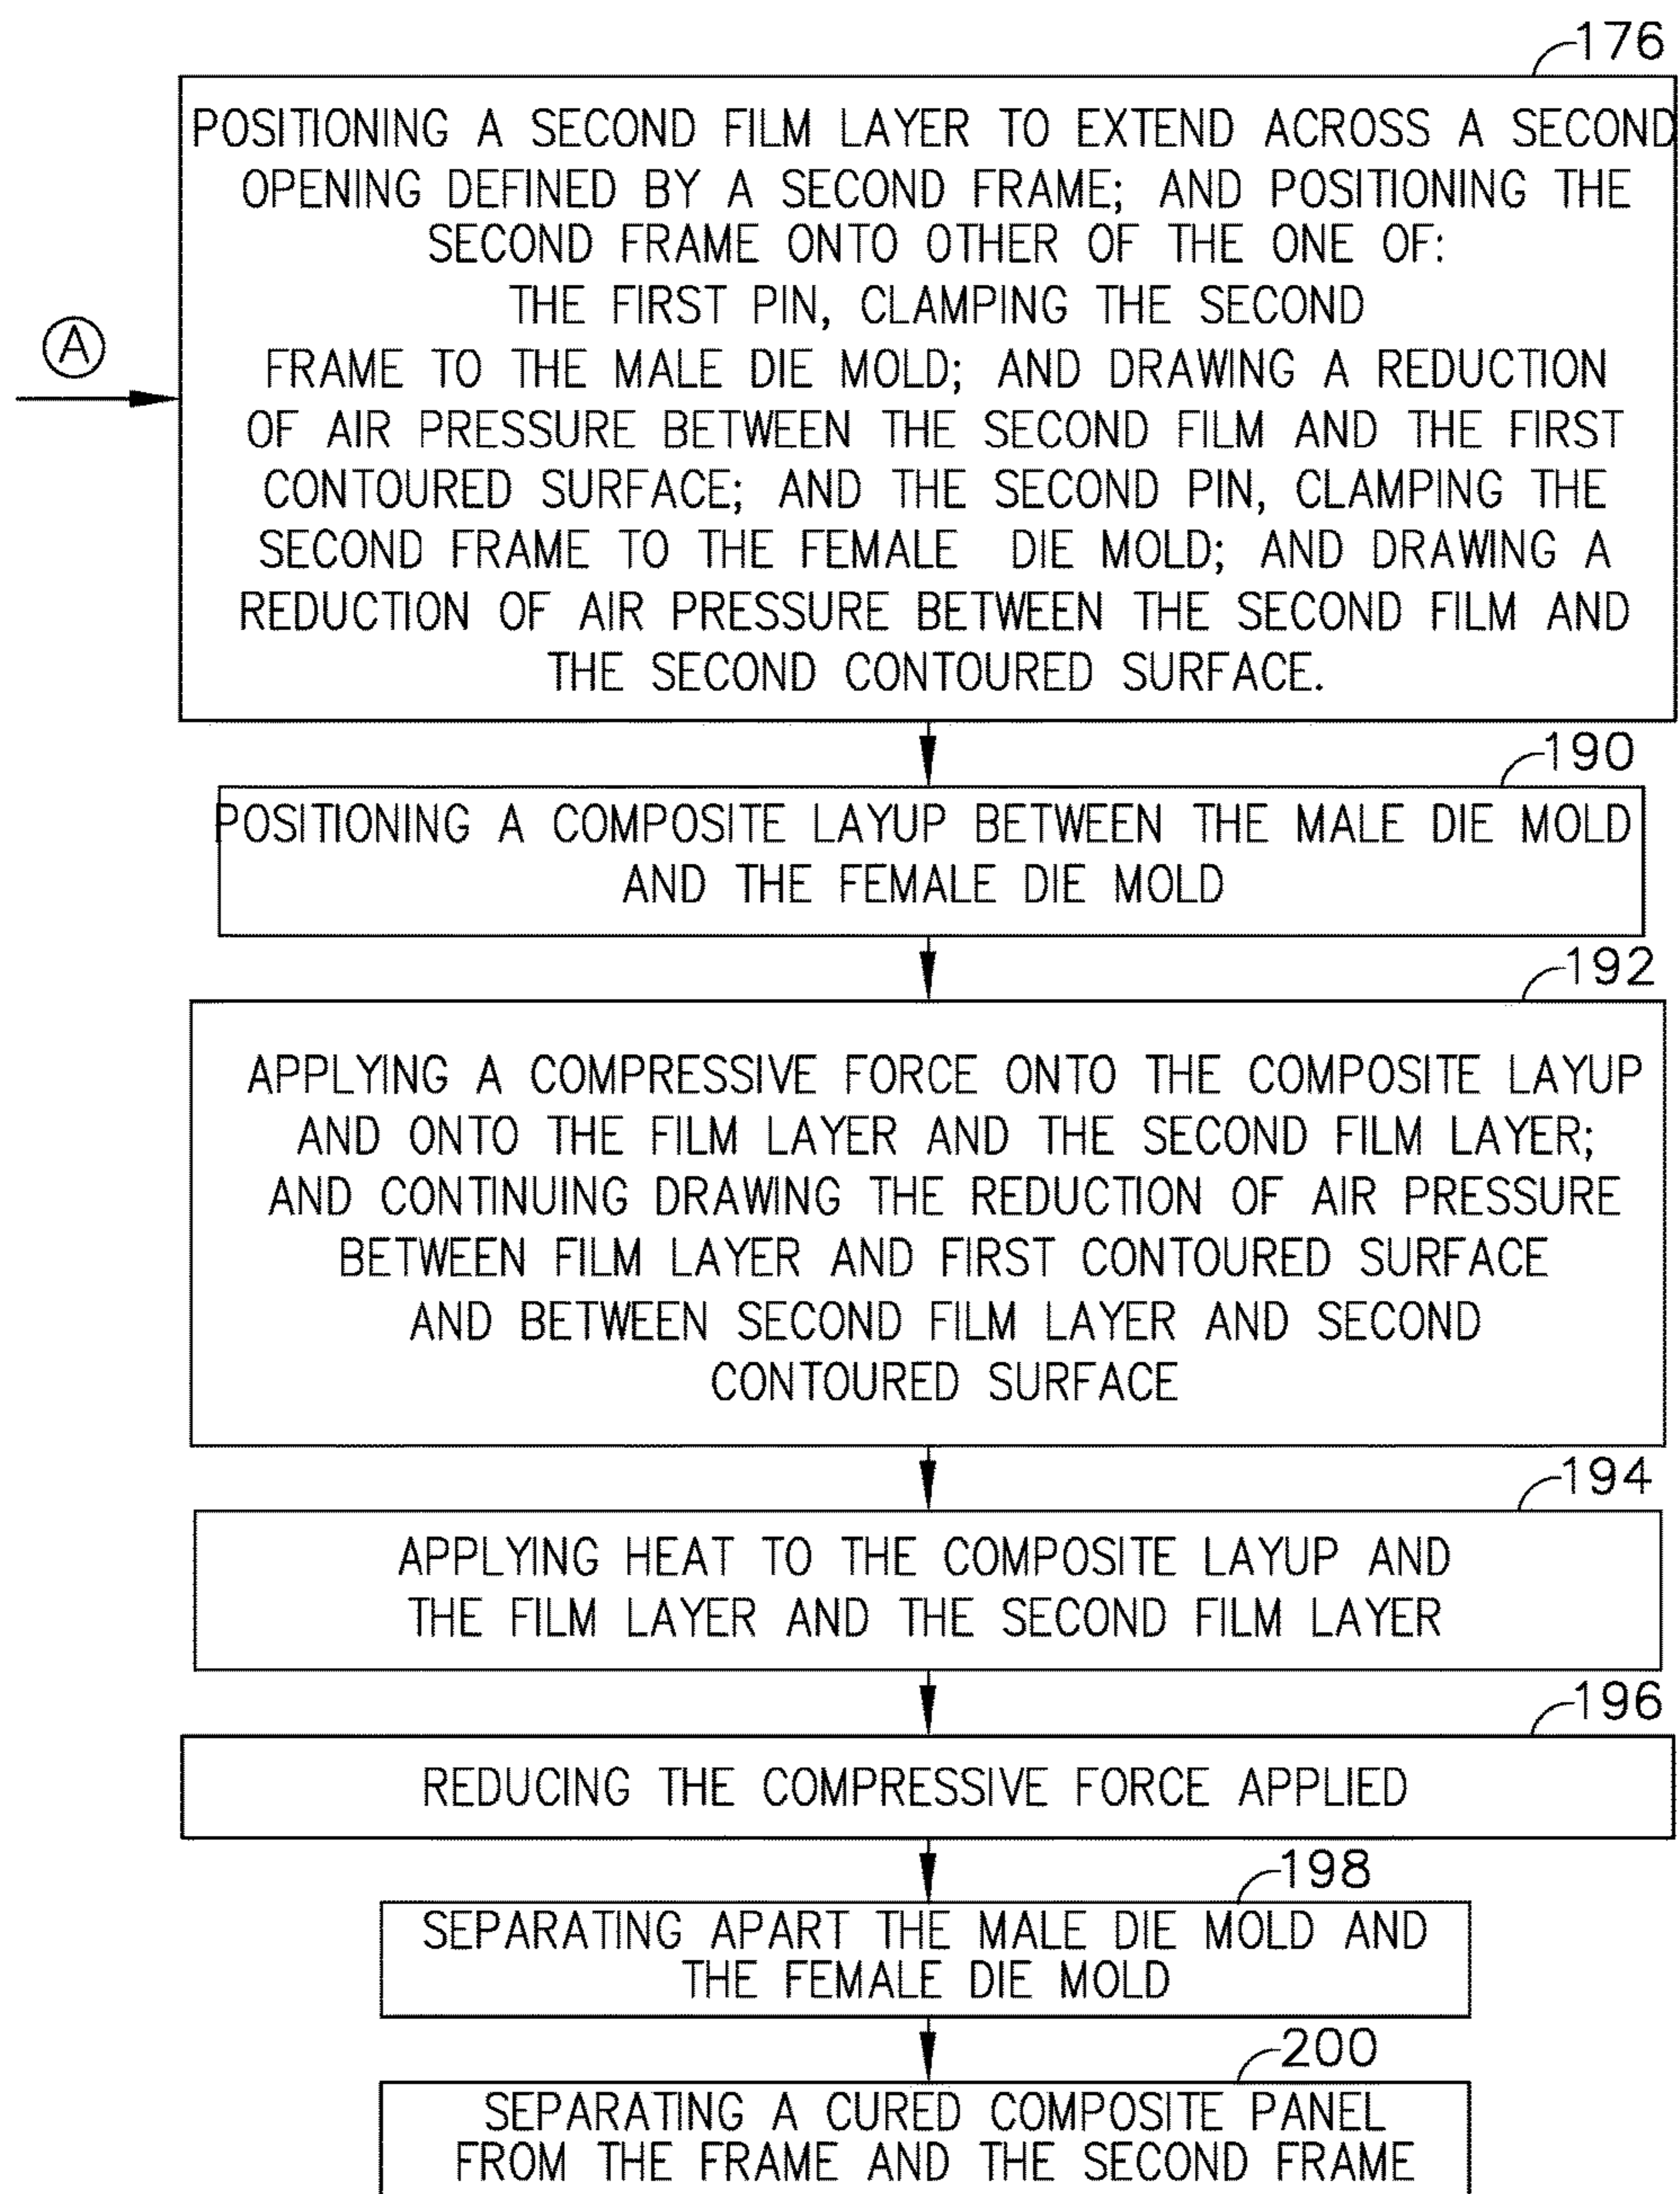 176
POSITIONING A SECOND FILM LAYER TO EXTEND ACROSS A SECOND
OPENING DEFINED BY A SECOND FRAME; AND POSITIONING THE
SECOND FRAME ONTO OTHER OF THE ONE OF:
THE FIRST PIN, CLAMPING THE SECOND
A
FRAME TO THE MALE DIE MOLD; AND DRAWING A REDUCTION
OF AIR PRESSURE BETWEEN THE SECOND FILM AND THE FIRST
CONTOURED SURFACE; AND THE SECOND PIN, CLAMPING THE
SECOND FRAME TO THE FEMALE DIE MOLD; AND DRAWING A
REDUCTION OF AIR PRESSURE BETWEEN THE SECOND FILM AND
THE SECOND CONTOURED SURFACE.
190
POSITIONING A COMPOSITE LAYUP BETWEEN THE MALE DIE MOLD
AND THE FEMALE DIE MOLD
192
APPLYING A COMPRESSIVE FORCE ONTO THE COMPOSITE LAYUP
AND ONTO THE FILM LAYER AND THE SECOND FILM LAYER;
AND CONTINUING DRAWING THE REDUCTION OF AIR PRESSURE
BETWEEN FILM LAYER AND FIRST CONTOURED SURFACE
AND BETWEEN SECOND FILM LAYER AND SECOND
CONTOURED SURFACE
194
APPLYING HEAT TO THE COMPOSITE LAYUP AND
THE FILM LAYER AND THE SECOND FILM LAYER
196
REDUCING THE COMPRESSIVE FORCE APPLIED
198
SEPARATING APART THE MALE DIE MOLD AND
THE FEMALE DIE MOLD
200
SEPARATING A CURED COMPOSITE PANEL
FROM THE FRAME AND THE SECOND FRAME